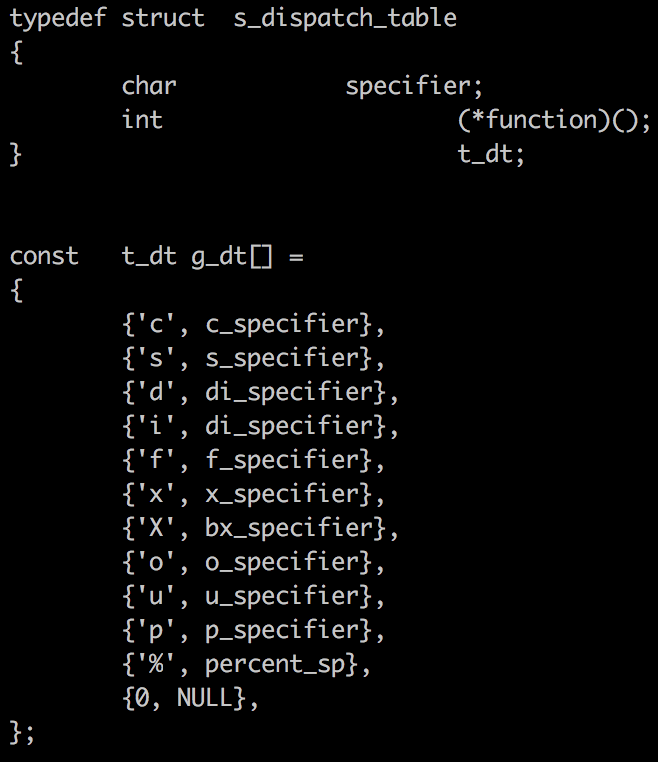 typedef struct  s_dispatch_table
{
        char            specifier;
        int                     (*function)();
}                               t_dt;
const   t_dt g_dt[] =
{
        {'c', c_specifier},
        {'s', s_specifier},
        {'d', di_specifier},
        {'i', di_specifier},
        {'f', f_specifier},
        {'x', x_specifier},
        {'X', bx_specifier},
        {'o', o_specifier},
        {'u', u_specifier},
        {'p', p_specifier},
        {'%', percent_sp},
        {0, NULL},
};